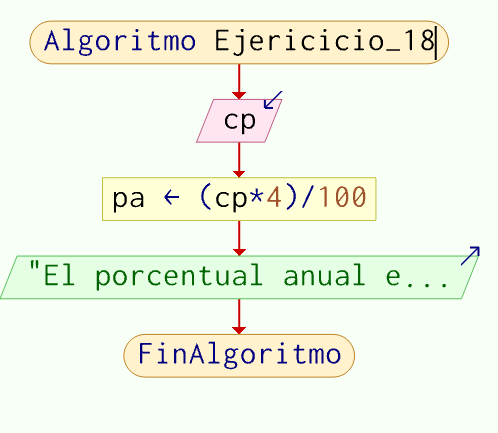 Algoritmo Ejericicio_18
cp
pa ← (cp*4)/100
"El porcentual anual e...
FinAlgoritmo